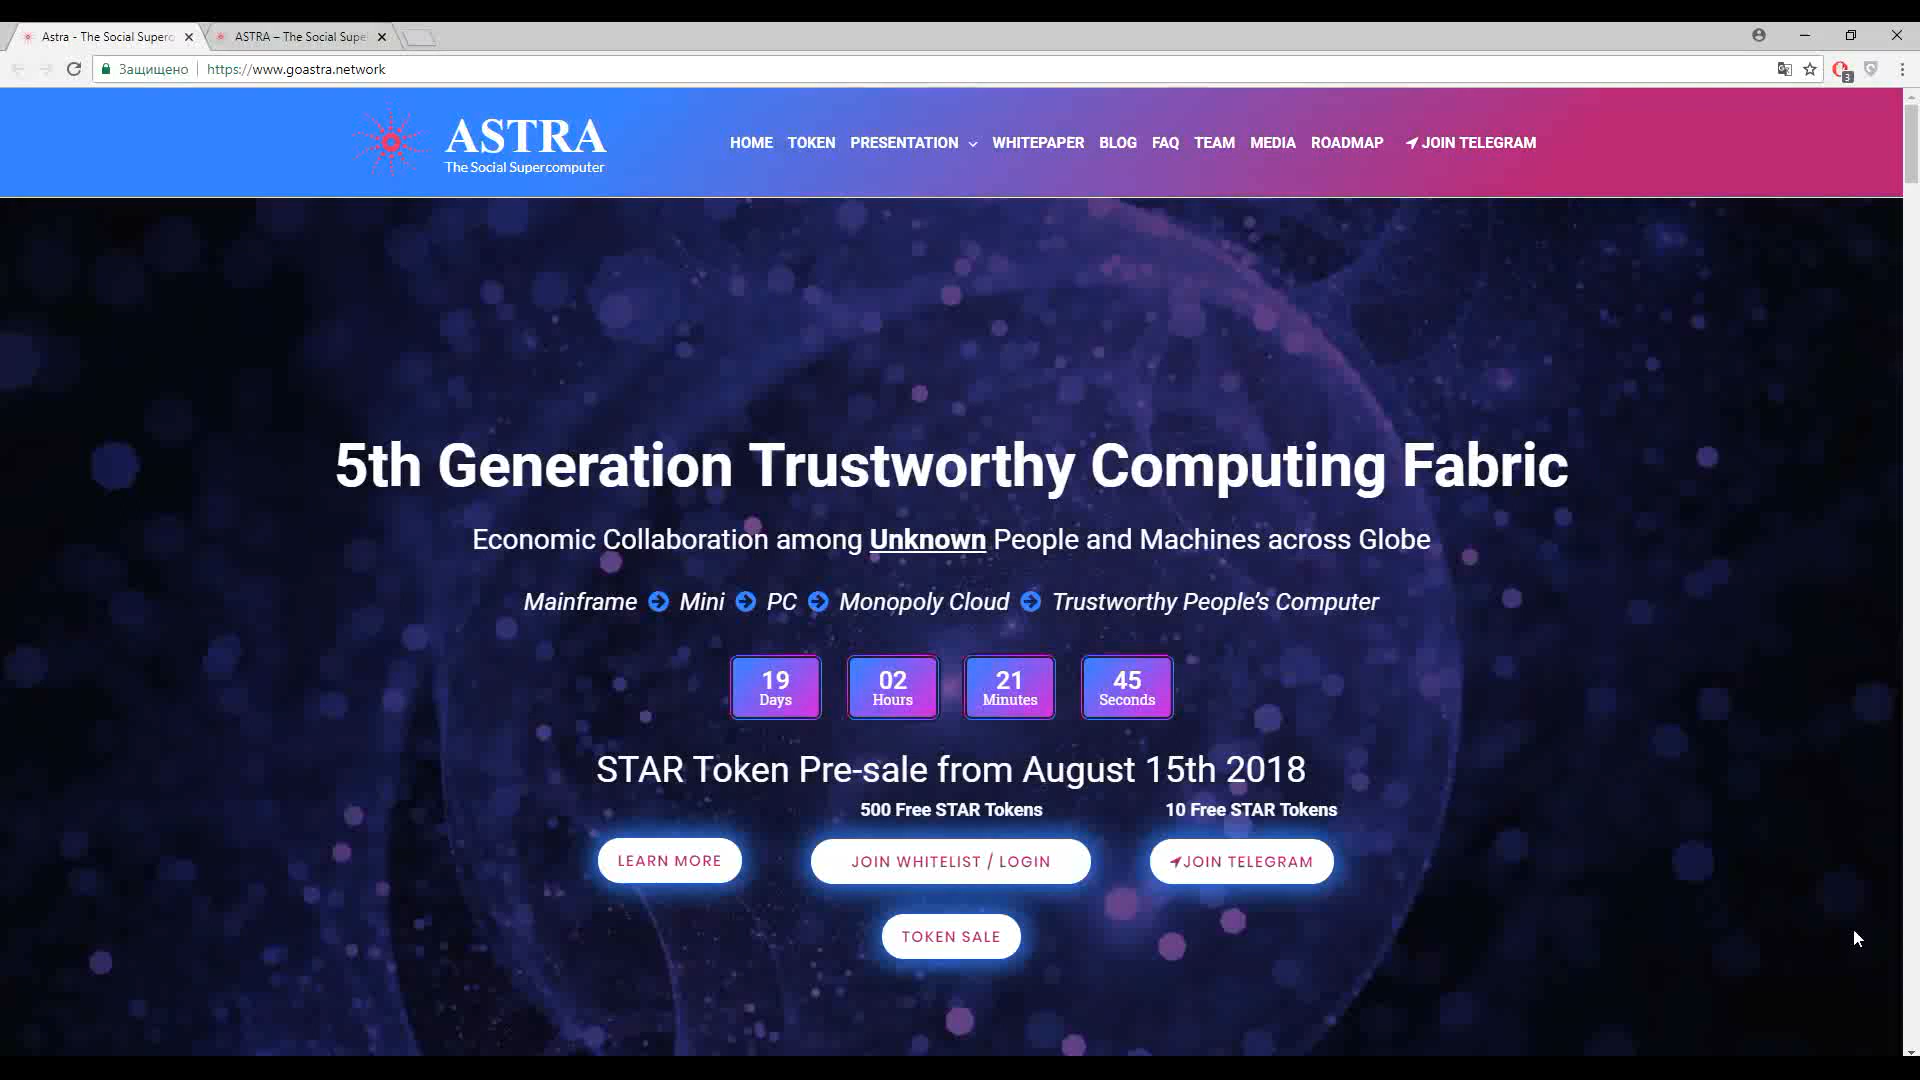 Astra - The Social Superc
ASTRA – The Social Supe
Защищено
https://www.goastra.network
3
ASTRA
The Social Supercomputer
HOME TOKEN PRESENTATION WHITEPAPER BLOG FAQ TEAM MEDIA ROADMAP JOIN TELEGRAM
5th Generation Trustworthy Computing Fabric
Economic Collaboration among Unknown People and Machines across Globe
Mainframe Mini PC Monopoly Cloud Trustworthy People's Computer
19 02 21 45
Days Hours Minutes Seconds
STAR Token Pre-sale from August 15th 2018
500 Free STAR Tokens 10 Free STAR Tokens
LEARN MORE JOIN WHITELIST / LOGIN JOIN TELEGRAM
TOKEN SALE